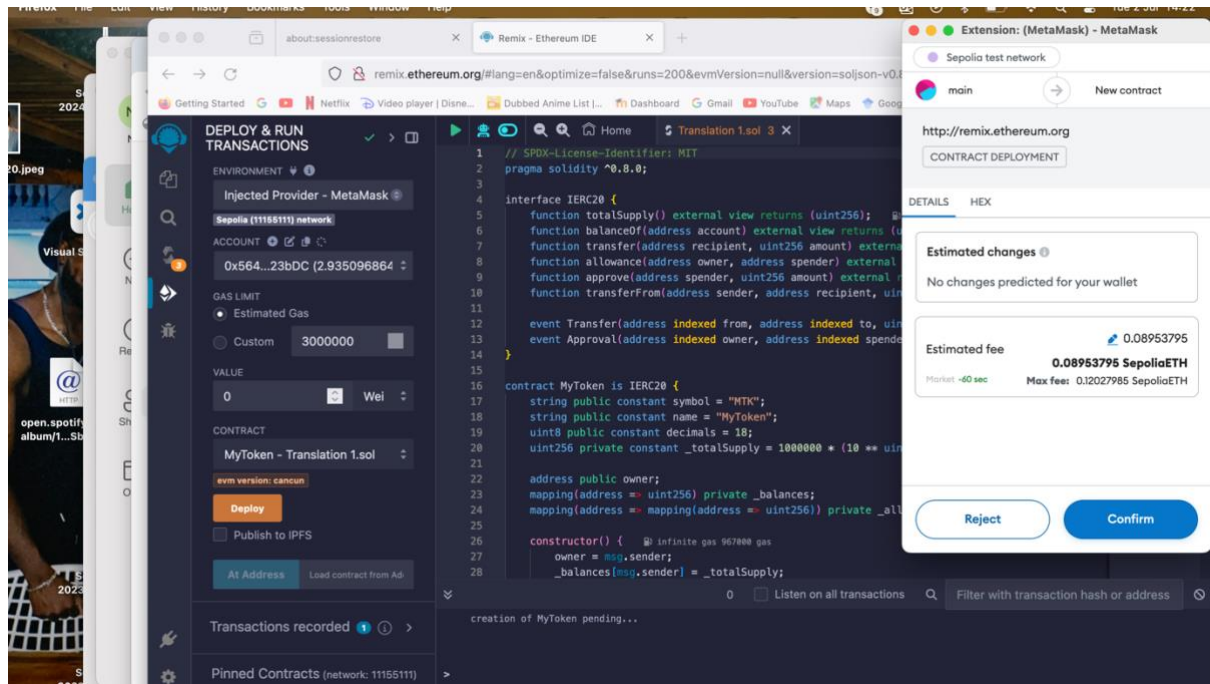 Firefox File Edit View History Bookmarks Tools Window Help
Tue 2 Jul 14:22
2024
20.jpeg
Visual S
HTTP
open.spotify
album/1...Sb
2023
about:sessionrestore
Remix - Ethereum IDE
remix.ethereum.org/#lang=en&optimize=false&runs=200&evmVersion=null&version=soljson-v0.8
Getting Started
Netflix
Video player | Disne...
Dubbed Anime List |...
Dashboard
Gmail
YouTube
Maps
DEPLOY & RUN
TRANSACTIONS
ENVIRONMENT
Injected Provider - MetaMask
Sepolia (11155111) network
ACCOUNT
0x564...23bDC (2.935096864
3
GAS LIMIT
Estimated Gas
Custom 3000000
VALUE
0 Wei
CONTRACT
MyToken - Translation 1.sol
evm version: cancun
Deploy
Publish to IPFS
At Address Load contract from Ad
Transactions recorded 1
Pinned Contracts (network: 11155111)
Home
Translation 1.sol 3
1 // SPDX-License-Identifier: MIT
2 pragma solidity ^0.8.0;
3
4 interface IERC20 {
5 function totalSupply() external view returns (uint256);
6 function balanceOf(address account) external view returns (u
7 function transfer(address recipient, uint256 amount) externa
8 function allowance(address owner, address spender) external
9 function approve(address spender, uint256 amount) external r
10 function transferFrom(address sender, address recipient, uin
11
12 event Transfer(address indexed from, address indexed to, uin
13 event Approval(address indexed owner, address indexed spende
14 }
15
16 contract MyToken is IERC20 {
17 string public constant symbol = "MTK";
18 string public constant name = "MyToken";
19 uint8 public constant decimals = 18;
20 uint256 private constant _totalSupply = 1000000 * (10 ** uin
21
22 address public owner;
23 mapping(address => uint256) private _balances;
24 mapping(address => mapping(address => uint256)) private _all
25
26 constructor() { infinite gas 967000 gas
27 owner = msg.sender;
28 _balances[msg.sender] = _totalSupply;
0 Listen on all transactions Filter with transaction hash or address
creation of MyToken pending...
>
Extension: (MetaMask) - MetaMask
Sepolia test network
main New contract
http://remix.ethereum.org
CONTRACT DEPLOYMENT
DETAILS HEX
Estimated changes
No changes predicted for your wallet
0.08953795
Estimated fee
0.08953795 SepoliaETH
Market ~60 sec Max fee: 0.12027985 SepoliaETH
Reject Confirm